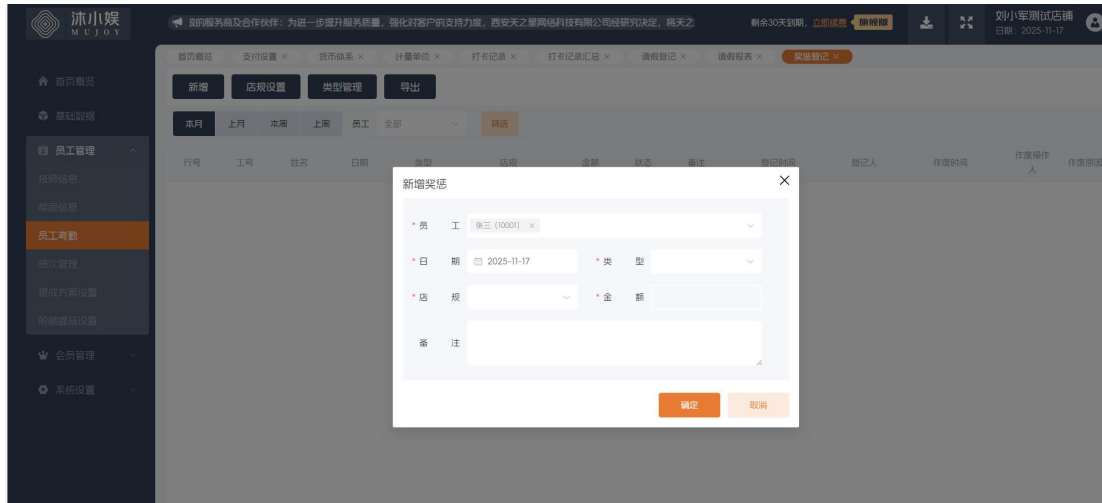 沐小娱
MUJOY
的服务商及合作伙伴：为进一步提升服务质量，强化对客户的支持力度，西安天之星网络科技有限公司经研究决定，将天之
剩余30天到期，立即续费 旗舰版
刘小军测试店铺
日期：2025-11-17
首页概览 支付设置 × 货币体系 × 计量单位 × 打卡记录 × 打卡记录汇总 × 请假登记 × 请假报表 × 奖惩登记 ×
首页概览
基础数据
员工管理
技师信息
楼面信息
员工考勤
班次管理
提成方案设置
阶梯提成设置
会员管理
系统设置
新增 店规设置 类型管理 导出
本月 上月 本周 上周 员工 全部 筛选
行号 工号 姓名 日期 类型 店规 金额 状态 备注 登记时间 登记人 作废时间 作废操作人 作废原因
新增奖惩
* 员 工 张三 (10001) ×
* 日 期 2025-11-17 * 类 型
* 店 规 * 金 额
备 注
确定 取消